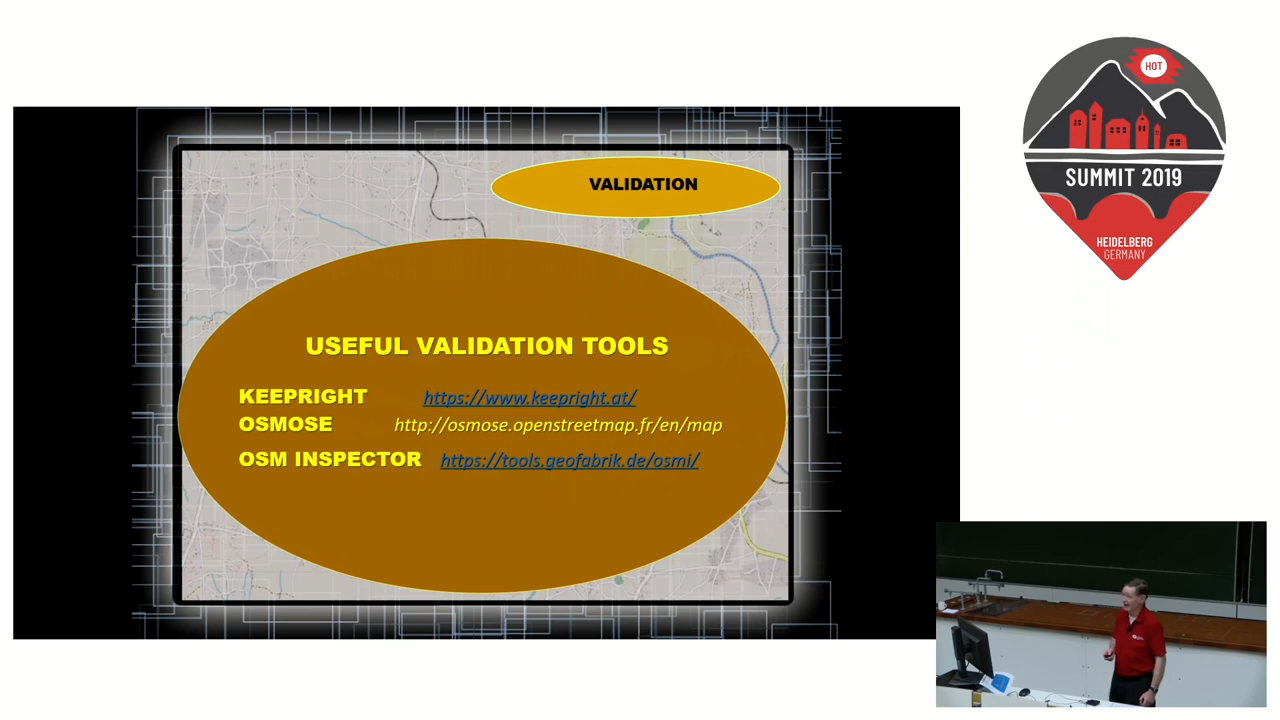 VALIDATION
USEFUL VALIDATION TOOLS
KEEPRIGHT https://www.keepright.at/
OSMOSE http://osmose.openstreetmap.fr/en/map
OSM INSPECTOR https://tools.geofabrik.de/osmi/
HOT
SUMMIT 2019
HEIDELBERG
GERMANY